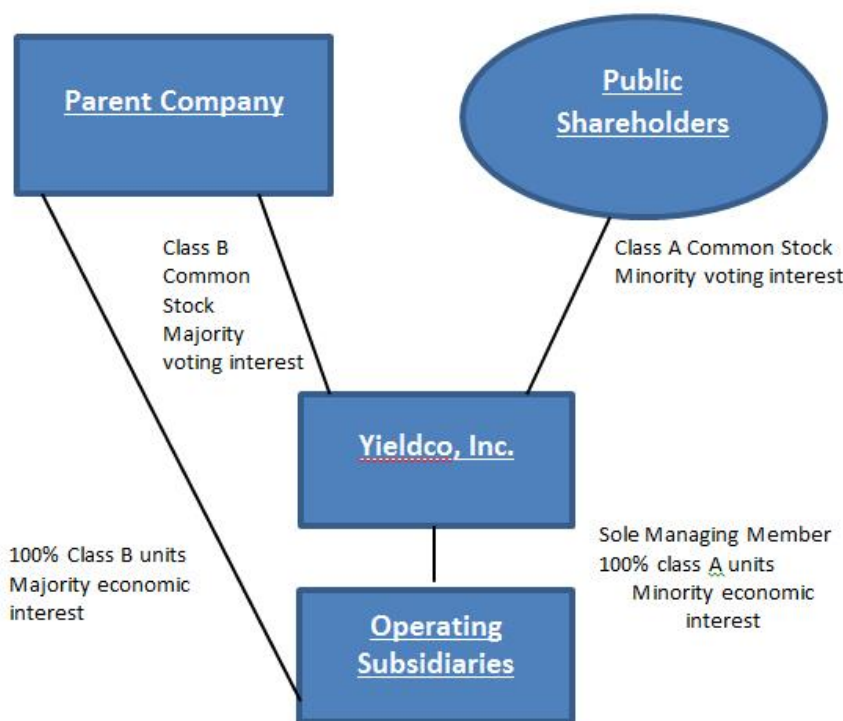 Parent Company
Public
Shareholders
Class B
Common
Stock
Majority
voting interest
Class A Common Stock
Minority voting interest
Yieldco, Inc.
100% Class B units
Majority economic
interest
Sole Managing Member
100% class A units
Minority economic
interest
Operating
Subsidiaries